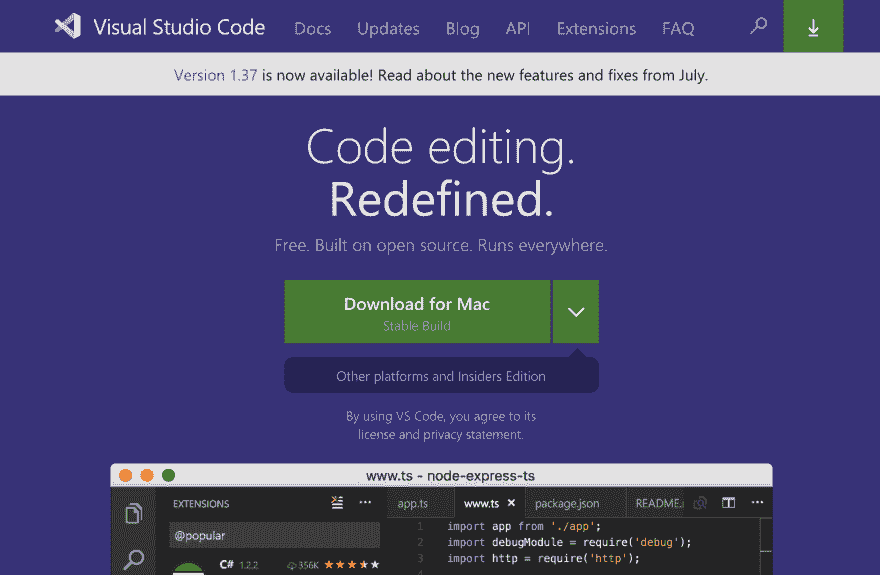 Visual Studio Code Docs Updates Blog API Extensions FAQ
Version 1.37 is now available! Read about the new features and fixes from July.
Code editing.
Redefined.
Free. Built on open source. Runs everywhere.
Download for Mac
Stable Build
Other platforms and Insiders Edition
By using VS Code, you agree to its
license and privacy statement.
www.ts - node-express-ts
EXTENSIONS
@popular
C# 1.2.2 356K
app.ts www.ts package.json README.
1 import app from './app';
2 import debugModule = require('debug');
3 import http = require('http');